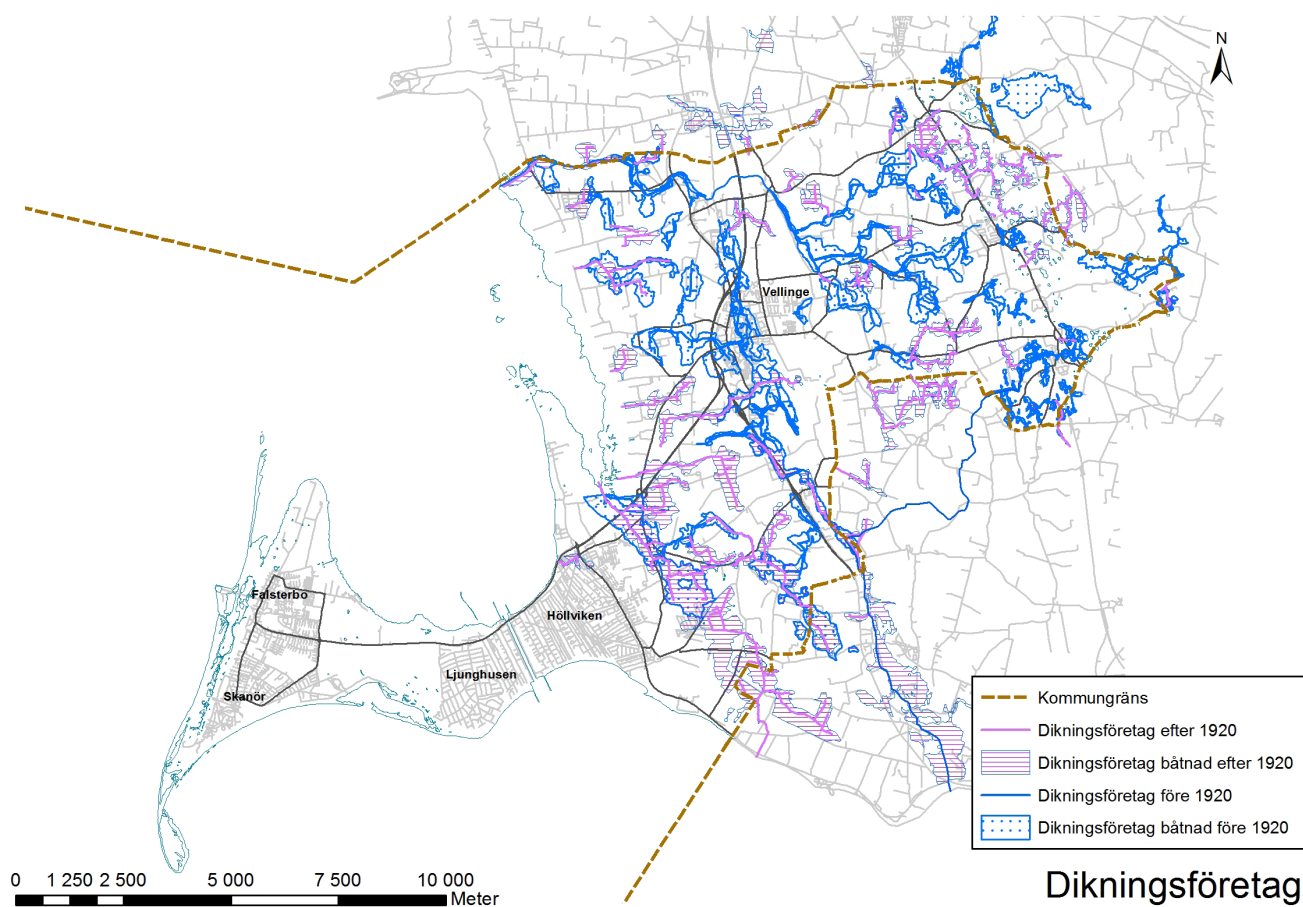 N
Vellinge
Falsterbo
Höllviken
Ljunghusen
Skanör
Kommungräns
Dikningsföretag efter 1920
Dikningsföretag båtnad efter 1920
Dikningsföretag före 1920
Dikningsföretag båtnad före 1920
0 1 250 2 500 5 000 7 500 10 000
Meter
Dikningsföretag